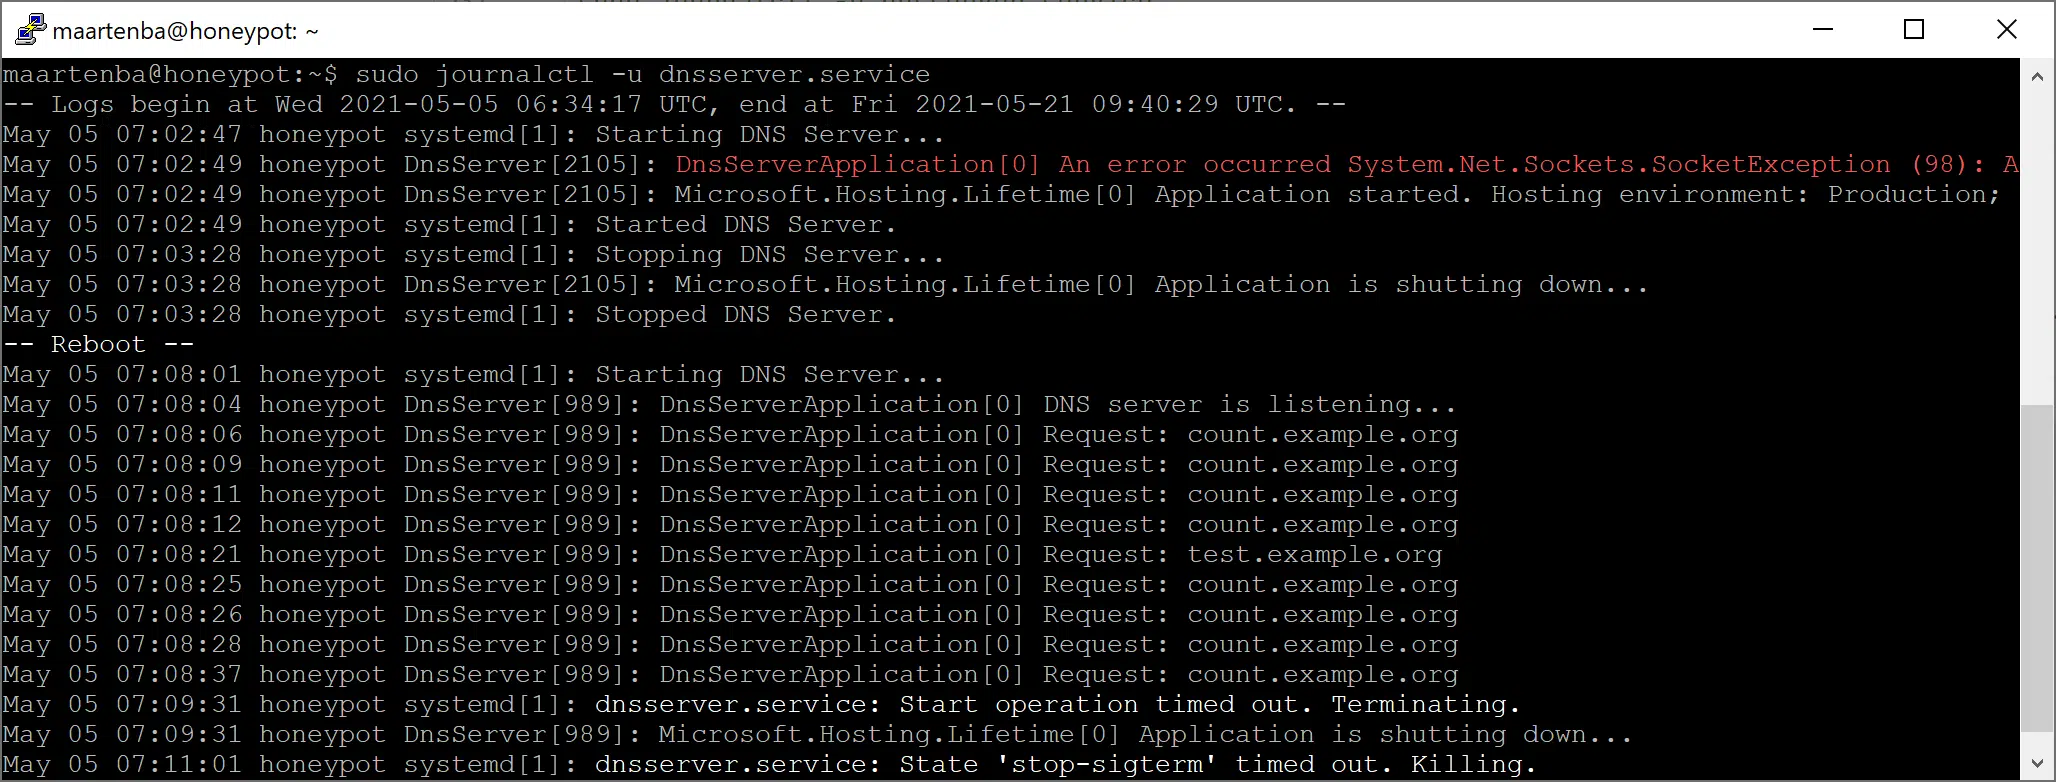 maartenba@honeypot: ~
maartenba@honeypot:~$ sudo journalctl -u dnsserver.service
-- Logs begin at Wed 2021-05-05 06:34:17 UTC, end at Fri 2021-05-21 09:40:29 UTC. --
May 05 07:02:47 honeypot systemd[1]: Starting DNS Server...
May 05 07:02:49 honeypot DnsServer[2105]: DnsServerApplication[0] An error occurred System.Net.Sockets.SocketException (98): A
May 05 07:02:49 honeypot DnsServer[2105]: Microsoft.Hosting.Lifetime[0] Application started. Hosting environment: Production;
May 05 07:02:49 honeypot systemd[1]: Started DNS Server.
May 05 07:03:28 honeypot systemd[1]: Stopping DNS Server...
May 05 07:03:28 honeypot DnsServer[2105]: Microsoft.Hosting.Lifetime[0] Application is shutting down...
May 05 07:03:28 honeypot systemd[1]: Stopped DNS Server.
-- Reboot --
May 05 07:08:01 honeypot systemd[1]: Starting DNS Server...
May 05 07:08:04 honeypot DnsServer[989]: DnsServerApplication[0] DNS server is listening...
May 05 07:08:06 honeypot DnsServer[989]: DnsServerApplication[0] Request: count.example.org
May 05 07:08:09 honeypot DnsServer[989]: DnsServerApplication[0] Request: count.example.org
May 05 07:08:11 honeypot DnsServer[989]: DnsServerApplication[0] Request: count.example.org
May 05 07:08:12 honeypot DnsServer[989]: DnsServerApplication[0] Request: count.example.org
May 05 07:08:21 honeypot DnsServer[989]: DnsServerApplication[0] Request: test.example.org
May 05 07:08:25 honeypot DnsServer[989]: DnsServerApplication[0] Request: count.example.org
May 05 07:08:26 honeypot DnsServer[989]: DnsServerApplication[0] Request: count.example.org
May 05 07:08:28 honeypot DnsServer[989]: DnsServerApplication[0] Request: count.example.org
May 05 07:08:37 honeypot DnsServer[989]: DnsServerApplication[0] Request: count.example.org
May 05 07:09:31 honeypot systemd[1]: dnsserver.service: Start operation timed out. Terminating.
May 05 07:09:31 honeypot DnsServer[989]: Microsoft.Hosting.Lifetime[0] Application is shutting down...
May 05 07:11:01 honeypot systemd[1]: dnsserver.service: State 'stop-sigterm' timed out. Killing.